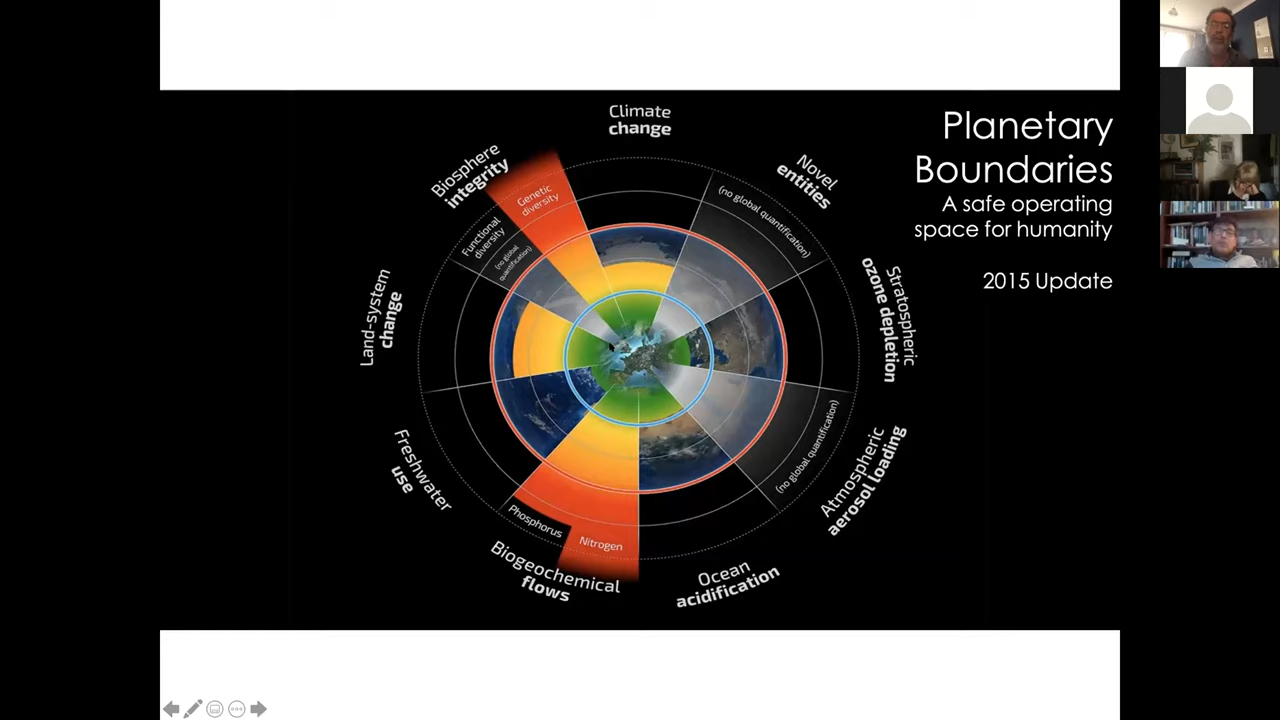 Planetary
Boundaries
A safe operating
space for humanity
2015 Update
Climate
change
Novel
entities
(no global quantification)
Stratospheric
ozone depletion
Atmospheric
aerosol loading
(no global quantification)
Ocean
acidification
Biogeochemical
flows
Phosphorus
Nitrogen
Freshwater
use
Land-system
change
Biosphere
integrity
Functional
diversity
(no global
quantification)
Genetic
diversity